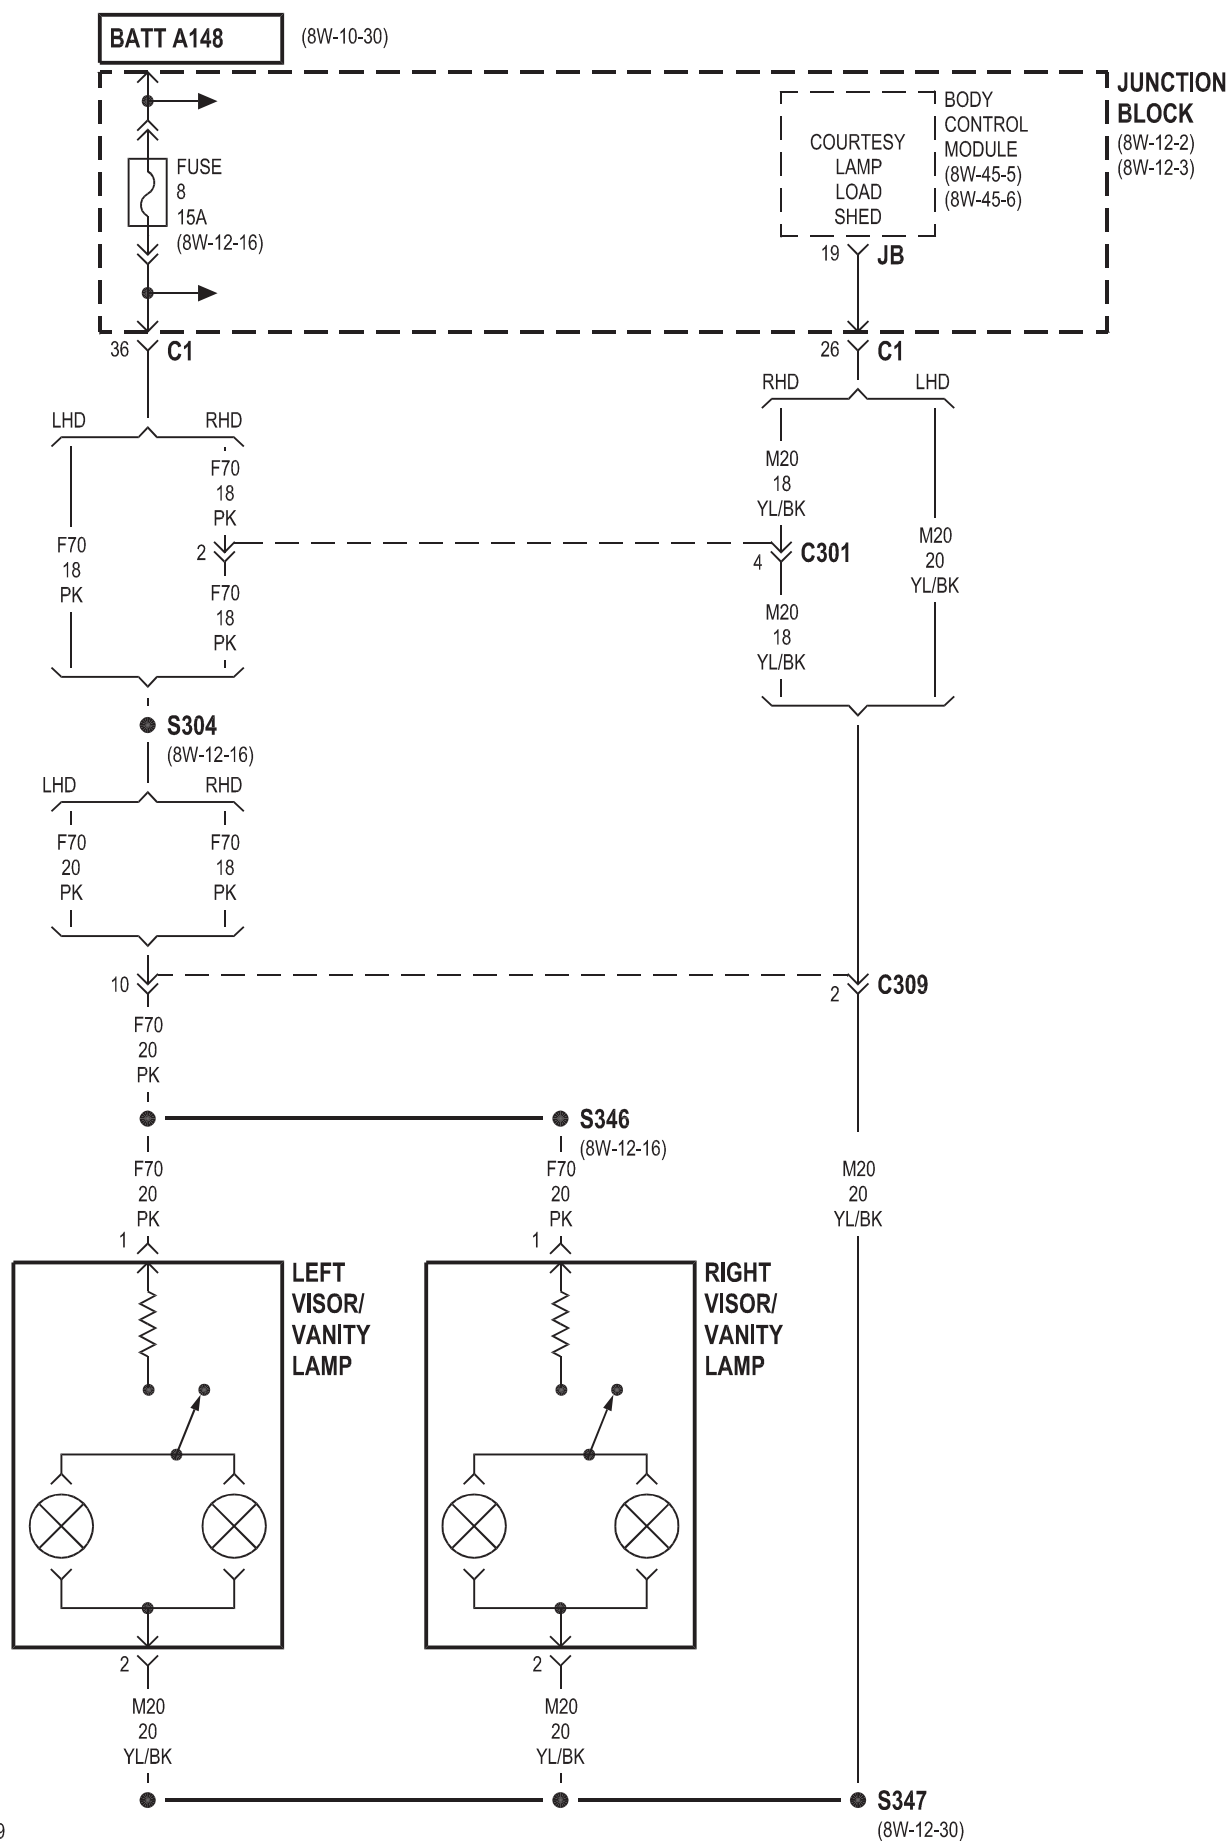 BATT A148
(8W-10-30)
JUNCTION
BLOCK
(8W-12-2)
(8W-12-3)
FUSE
8
15A
(8W-12-16)
COURTESY
LAMP
LOAD
SHED
BODY
CONTROL
MODULE
(8W-45-5)
(8W-45-6)
19
JB
36
C1
26
C1
LHD
RHD
RHD
LHD
F70
18
PK
F70
18
PK
2
F70
18
PK
M20
18
YL/BK
4
C301
M20
18
YL/BK
M20
20
YL/BK
S304
(8W-12-16)
LHD
RHD
F70
20
PK
F70
18
PK
10
2
C309
F70
20
PK
S346
(8W-12-16)
F70
20
PK
F70
20
PK
M20
20
YL/BK
1
1
LEFT
VISOR/
VANITY
LAMP
RIGHT
VISOR/
VANITY
LAMP
2
2
M20
20
YL/BK
M20
20
YL/BK
S347
(8W-12-30)
9